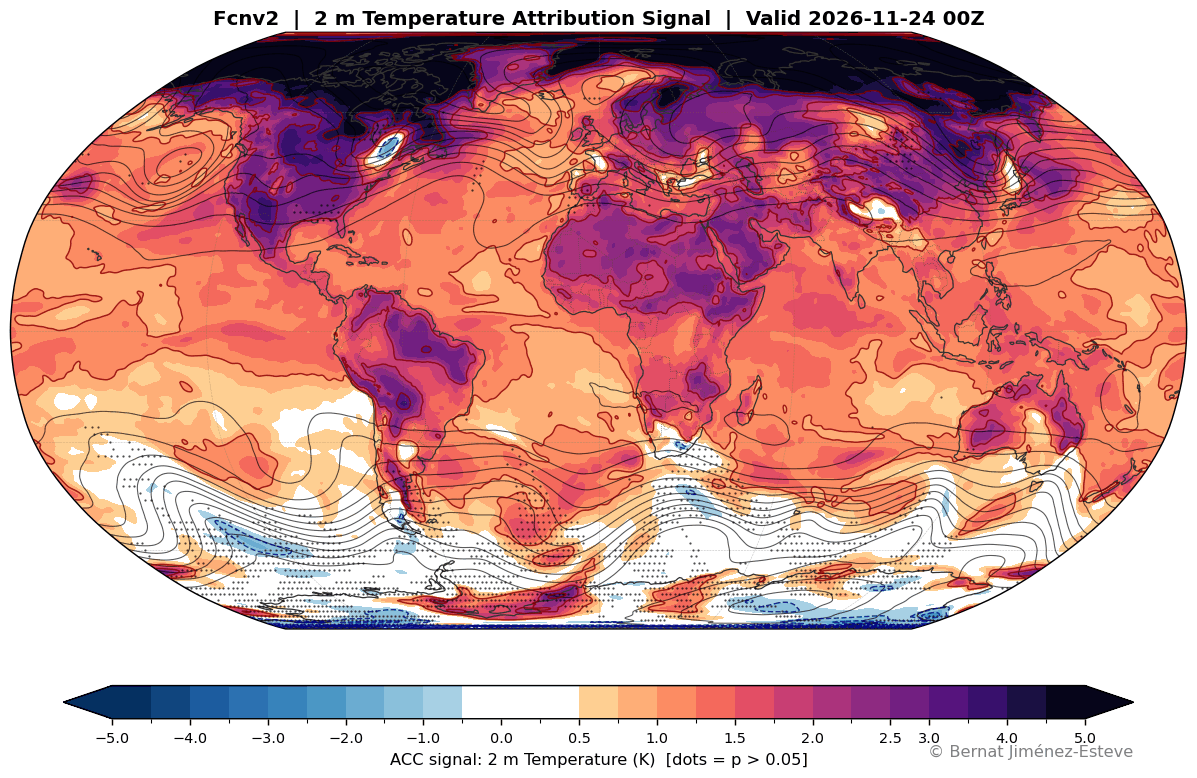 Fcnv2 | 2 m Temperature Attribution Signal | Valid 2026-11-24 00Z
−5.0 −4.0 −3.0 −2.0 −1.0 0.0 0.5 1.0 1.5 2.0 2.5 3.0 4.0 5.0
© Bernat Jiménez-Esteve
ACC signal: 2 m Temperature (K) [dots = p > 0.05]